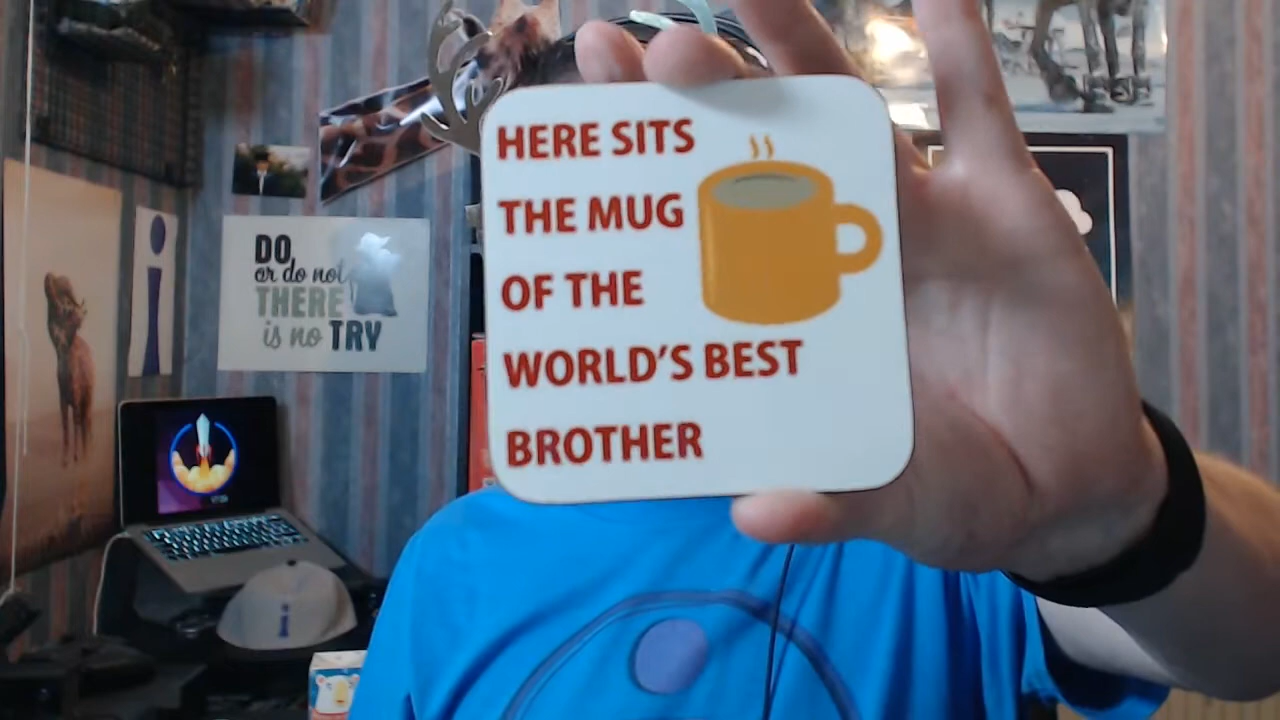 HERE SITS
THE MUG
OF THE
WORLD'S BEST
BROTHER
DO
or do not
THERE
is no TRY
i